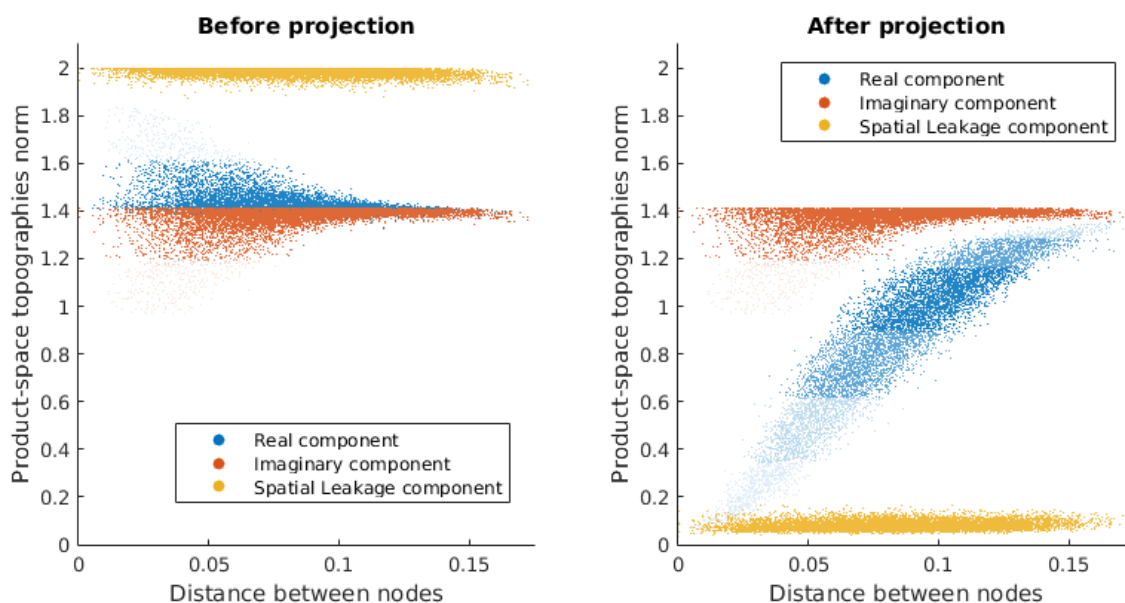 Before projection
Product-space topographies norm
2
1.8
1.6
1.4
1.2
1
0.8
0.6
0.4
0.2
0
Real component
Imaginary component
Spatial Leakage component
0
0.05
0.1
0.15
Distance between nodes
After projection
Product-space topographies norm
2
1.8
1.6
1.4
1.2
1
0.8
0.6
0.4
0.2
0
Real component
Imaginary component
Spatial Leakage component
0
0.05
0.1
0.15
Distance between nodes